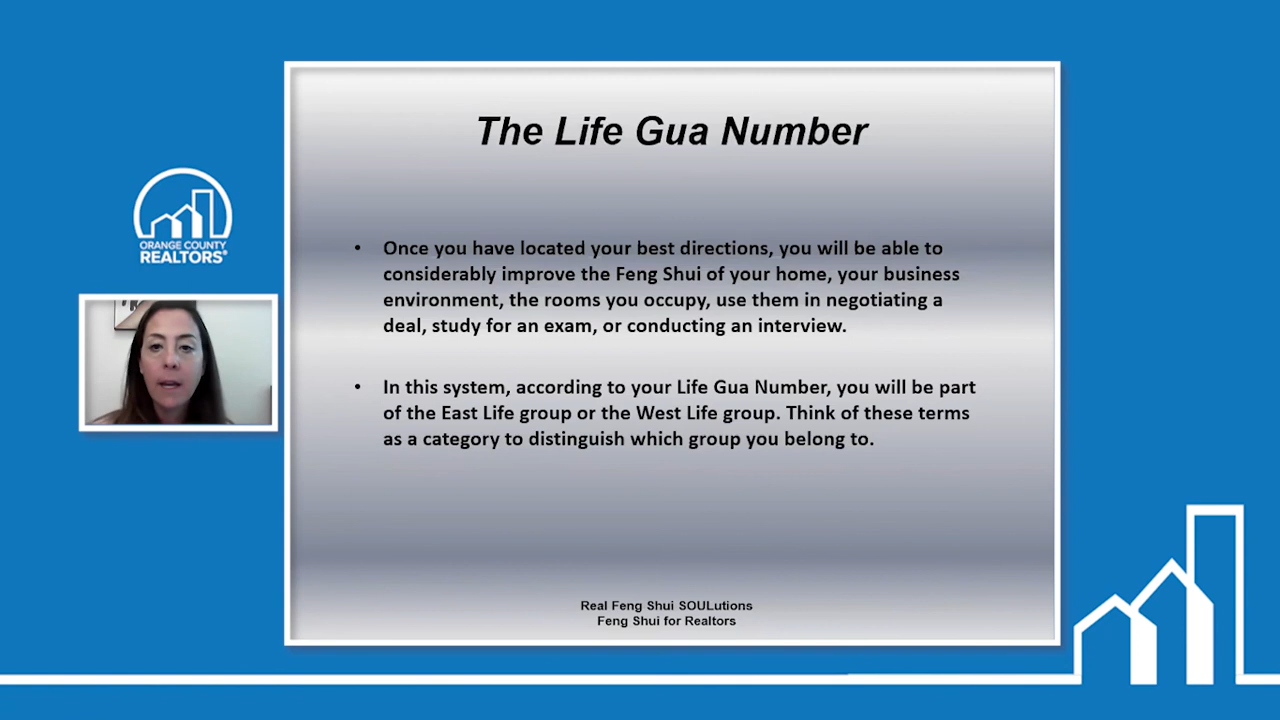 The Life Gua Number
ORANGE COUNTY
REALTORS®
• Once you have located your best directions, you will be able to
considerably improve the Feng Shui of your home, your business
environment, the rooms you occupy, use them in negotiating a
deal, study for an exam, or conducting an interview.
• In this system, according to your Life Gua Number, you will be part
of the East Life group or the West Life group. Think of these terms
as a category to distinguish which group you belong to.
Real Feng Shui SOULutions
Feng Shui for Realtors